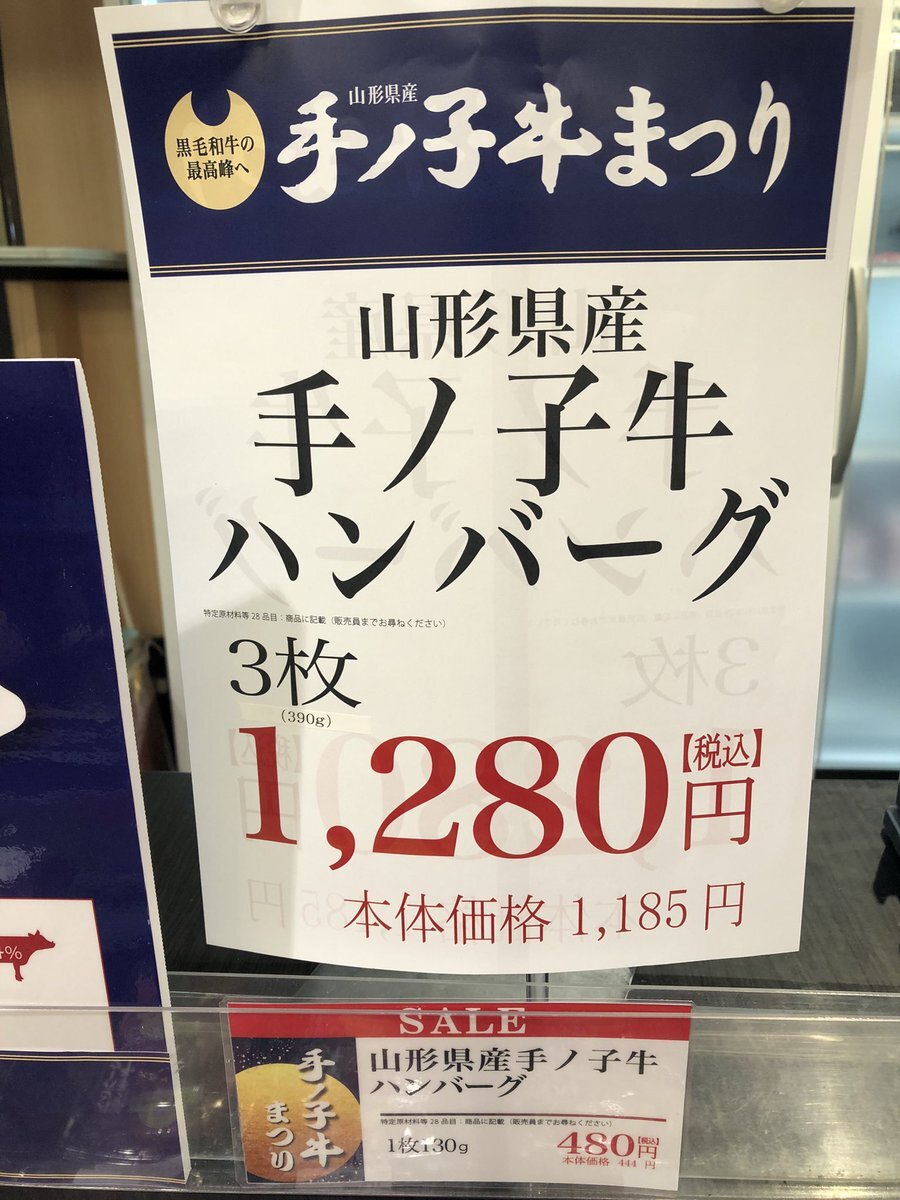 黒毛和牛の
最高峰へ
山形県産
手ノ子牛まつり
山形県産
手ノ子牛
ハンバーグ
特定原材料等28品目:商品に記載(販売員までお尋ねください)
3枚
(390g)
1,280円【税込】
本体価格 1,185円
%
SALE
手ノ子牛
まつり
山形県産手ノ子牛
ハンバーグ
特定原材料等28品目:商品に記載(販売員までお尋ねください)
1枚130g
480円【税込】
本体価格 444円